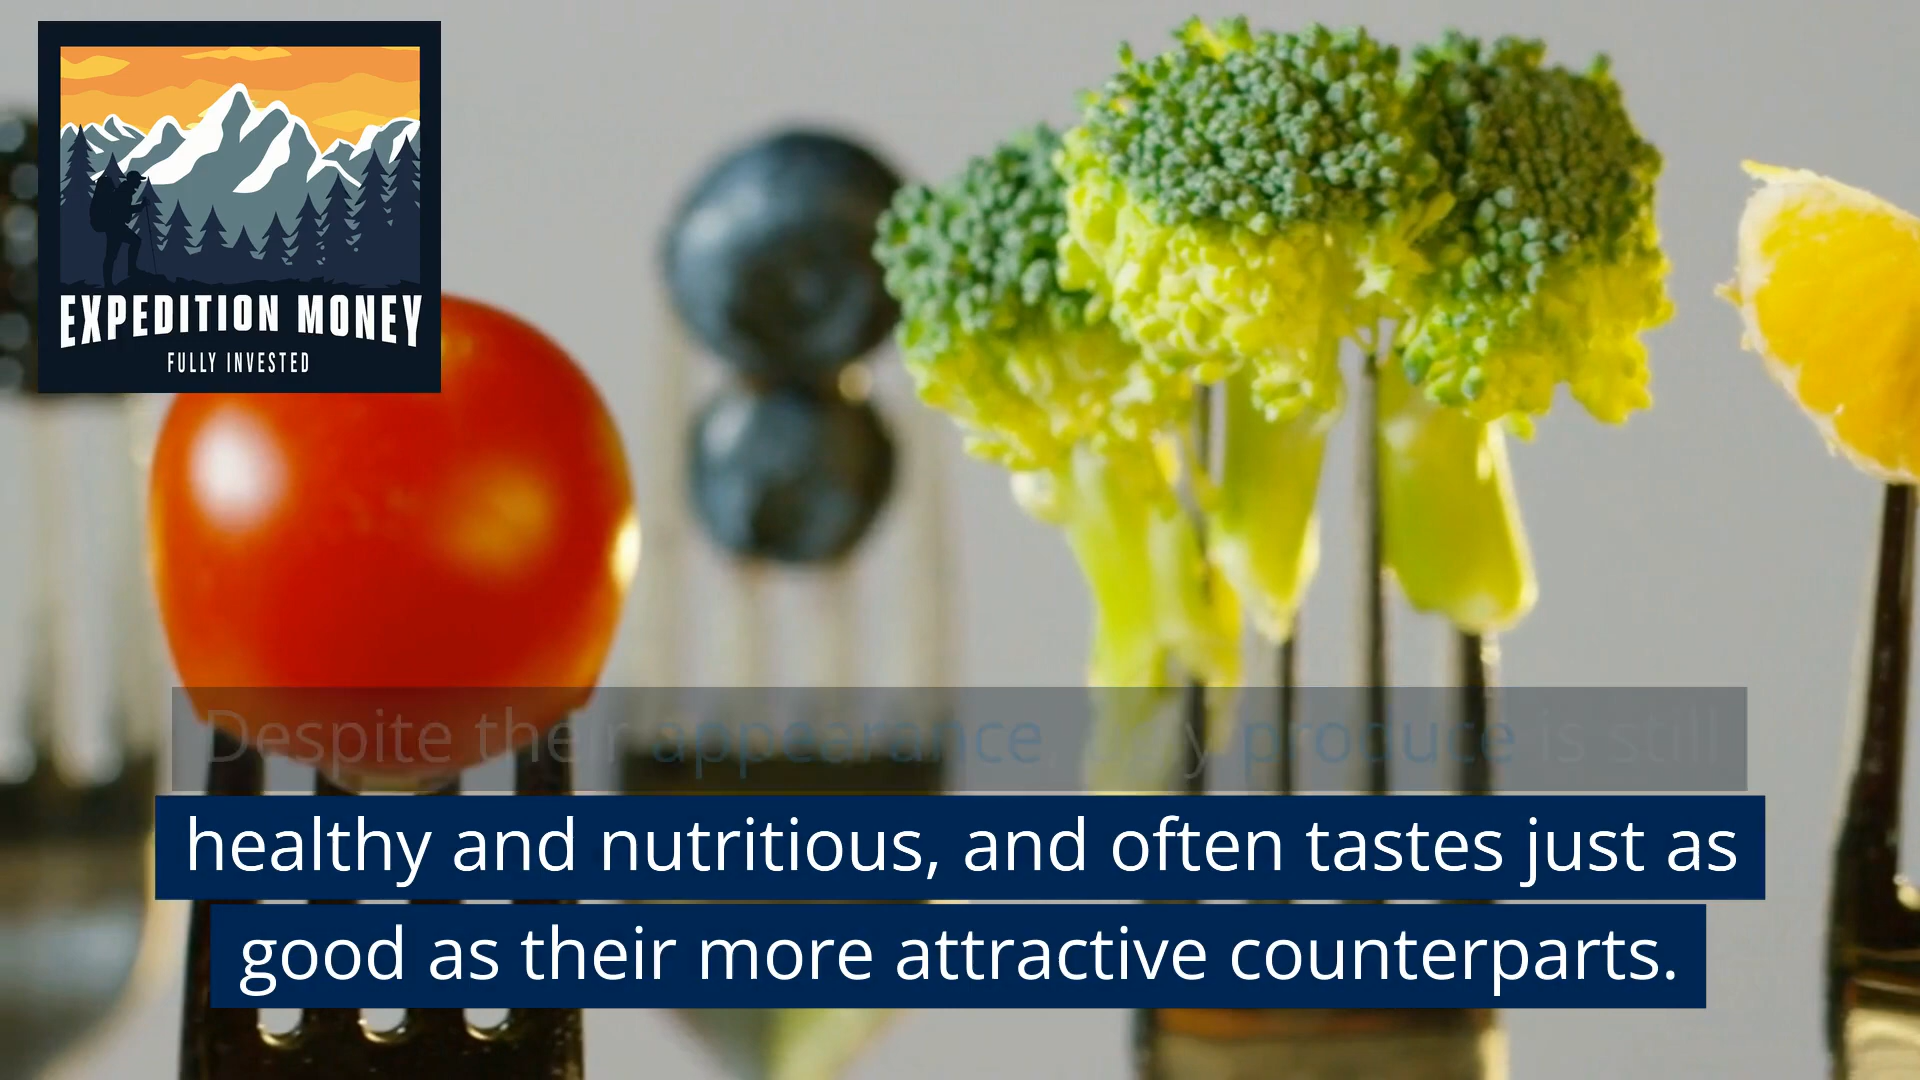 EXPEDITION MONEY
FULLY INVESTED
Despite their appearance, ugly produce is still
healthy and nutritious, and often tastes just as
good as their more attractive counterparts.